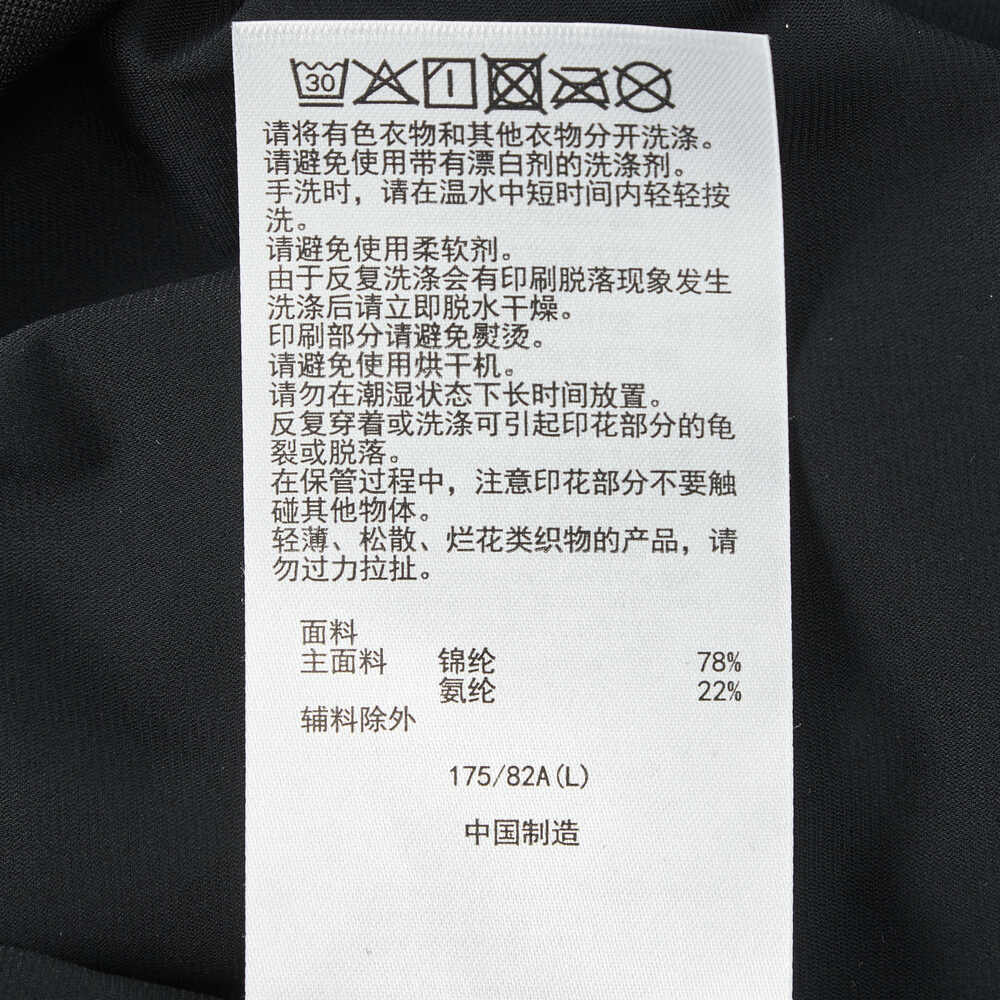 30
请将有色衣物和其他衣物分开洗涤。
请避免使用带有漂白剂的洗涤剂。
手洗时，请在温水中短时间内轻轻按
洗。
请避免使用柔软剂。
由于反复洗涤会有印刷脱落现象发生
洗涤后请立即脱水干燥。
印刷部分请避免熨烫。
请避免使用烘干机。
请勿在潮湿状态下长时间放置。
反复穿着或洗涤可引起印花部分的龟
裂或脱落。
在保管过程中，注意印花部分不要触
碰其他物体。
轻薄、松散、烂花类织物的产品，请
勿过力拉扯。
面料
主面料 锦纶 78%
氨纶 22%
辅料除外
175/82A(L)
中国制造